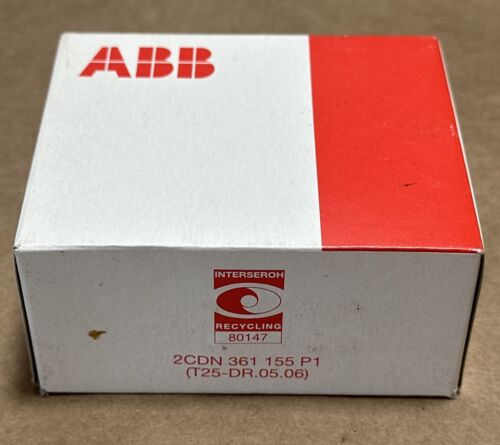 ABB
INTERSEROH
RECYCLING
80147
2CDN 361 155 P1
(T25-DR.05.06)